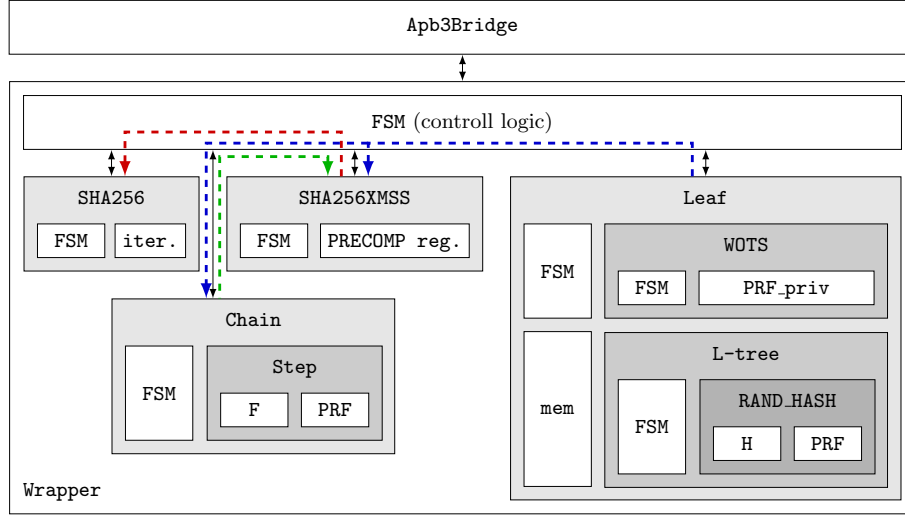 Apb3Bridge
FSM (controll logic)
SHA256
FSM iter.
SHA256XMSS
FSM PRECOMP reg.
Chain
FSM
Step
F PRF
Leaf
FSM
WOTS
FSM PRF_priv
mem
L-tree
FSM
RAND_HASH
H PRF
Wrapper